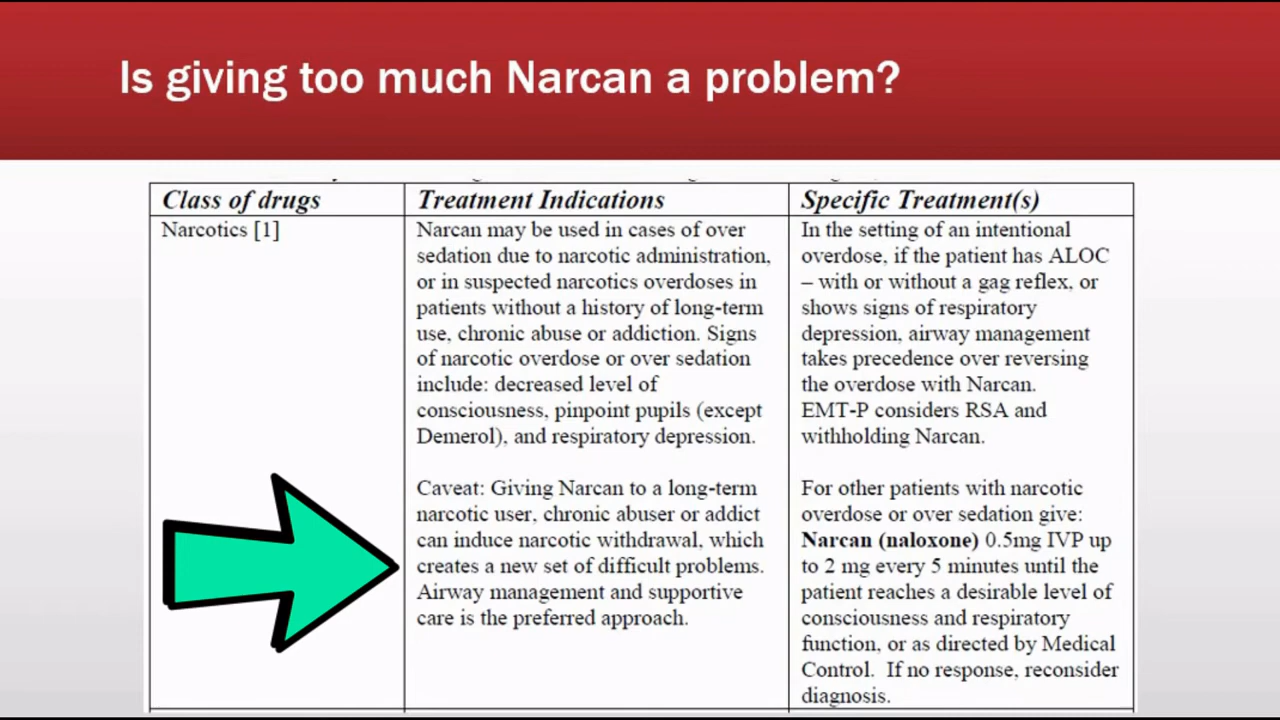 Is giving too much Narcan a problem?
Class of drugs
Treatment Indications
Specific Treatment(s)
Narcotics [1]
Narcan may be used in cases of over
sedation due to narcotic administration,
or in suspected narcotics overdoses in
patients without a history of long-term
use, chronic abuse or addiction. Signs
of narcotic overdose or over sedation
include: decreased level of
consciousness, pinpoint pupils (except
Demerol), and respiratory depression.
Caveat: Giving Narcan to a long-term
narcotic user, chronic abuser or addict
can induce narcotic withdrawal, which
creates a new set of difficult problems.
Airway management and supportive
care is the preferred approach.
In the setting of an intentional
overdose, if the patient has ALOC
– with or without a gag reflex, or
shows signs of respiratory
depression, airway management
takes precedence over reversing
the overdose with Narcan.
EMT-P considers RSA and
withholding Narcan.
For other patients with narcotic
overdose or over sedation give:
Narcan (naloxone) 0.5mg IVP up
to 2 mg every 5 minutes until the
patient reaches a desirable level of
consciousness and respiratory
function, or as directed by Medical
Control. If no response, reconsider
diagnosis.